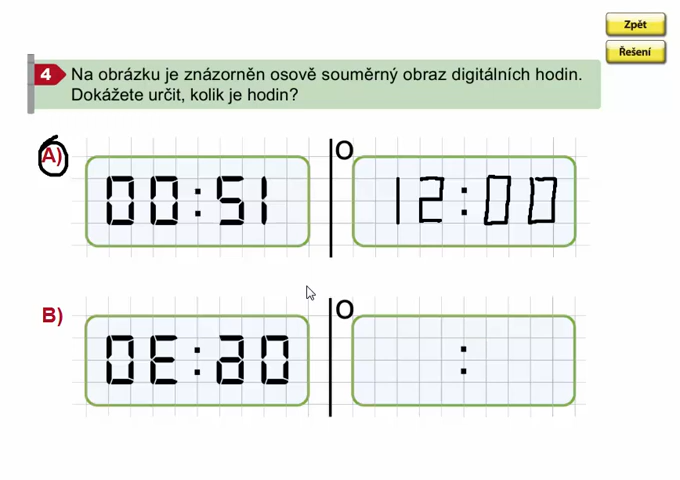 Zpět
Řešení
4 Na obrázku je znázorněn osově souměrný obraz digitálních hodin.
Dokážete určit, kolik je hodin?
A) 00:51 O 12:00
B) 0E:a0 O :